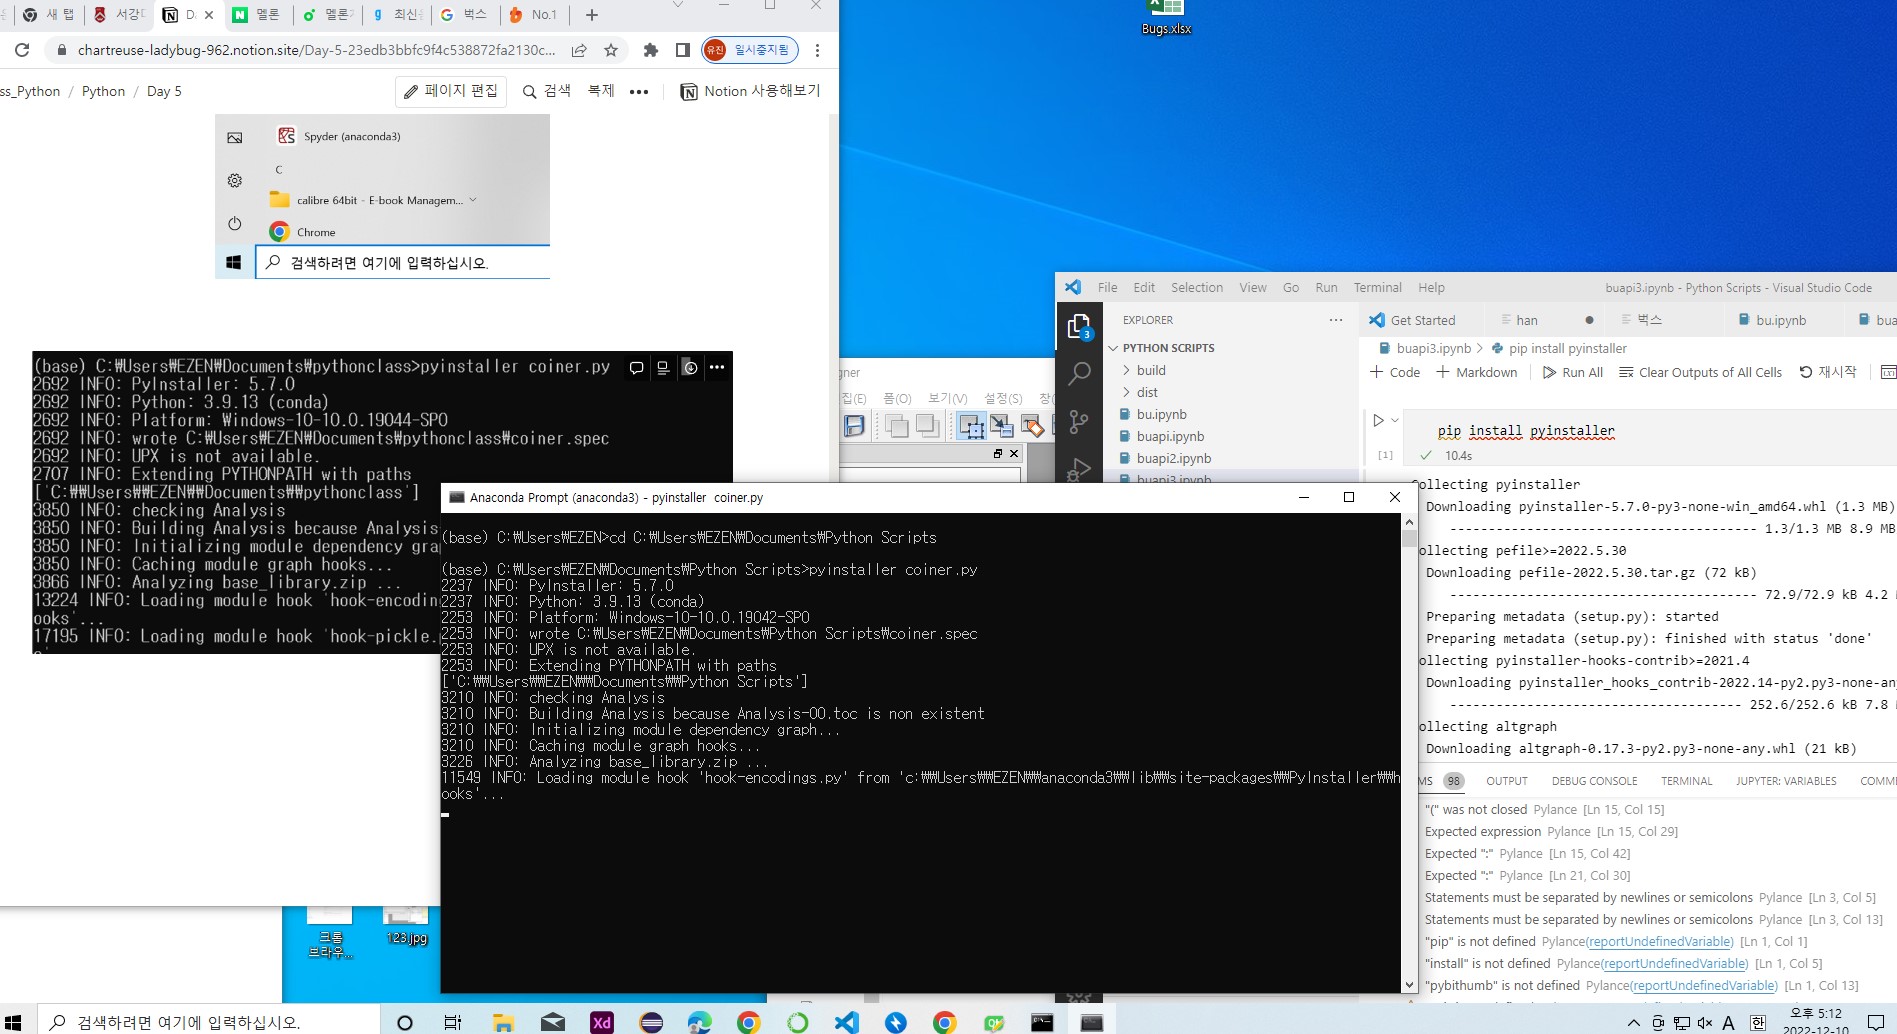 새 탭
서강대
멜론
멜론
최신
벅스
No.1
chartreuse-ladybug-962.notion.site/Day-5-23edb3bbfc9f4c538872fa2130c...
유진
일시중지됨
ss_Python / Python / Day 5
페이지 편집
검색
복제
Notion 사용해보기
Spyder (anaconda3)
C
calibre 64bit - E-book Managem...
Chrome
검색하려면 여기에 입력하십시오.
(base) C:₩Users₩EZEN₩Documents₩pythonclass>pyinstaller coiner.py
2692 INFO: PyInstaller: 5.7.0
2692 INFO: Python: 3.9.13 (conda)
2692 INFO: Platform: Windows-10-10.0.19044-SP0
2692 INFO: wrote C:₩Users₩EZEN₩Documents₩pythonclass₩coiner.spec
2692 INFO: UPX is not available.
2707 INFO: Extending PYTHONPATH with paths
['C:₩₩Users₩₩EZEN₩₩Documents₩₩pythonclass']
3850 INFO: checking Analysis
3850 INFO: Building Analysis because Analysis
3850 INFO: Initializing module dependency gra
3850 INFO: Caching module graph hooks...
3866 INFO: Analyzing base_library.zip ...
13224 INFO: Loading module hook 'hook-encodin
ooks'...
17195 INFO: Loading module hook 'hook-pickle.
Bugs.xlsx
gner
집(E) 폼(O) 보기(V) 설정(S) 창(
Anaconda Prompt (anaconda3) - pyinstaller coiner.py
(base) C:₩Users₩EZEN>cd C:₩Users₩EZEN₩Documents₩Python Scripts
(base) C:₩Users₩EZEN₩Documents₩Python Scripts>pyinstaller coiner.py
2237 INFO: PyInstaller: 5.7.0
2237 INFO: Python: 3.9.13 (conda)
2253 INFO: Platform: Windows-10-10.0.19042-SP0
2253 INFO: wrote C:₩Users₩EZEN₩Documents₩Python Scripts₩coiner.spec
2253 INFO: UPX is not available.
2253 INFO: Extending PYTHONPATH with paths
['C:₩₩Users₩₩EZEN₩₩Documents₩₩Python Scripts']
3210 INFO: checking Analysis
3210 INFO: Building Analysis because Analysis-00.toc is non existent
3210 INFO: Initializing module dependency graph...
3210 INFO: Caching module graph hooks...
3226 INFO: Analyzing base_library.zip ...
11549 INFO: Loading module hook 'hook-encodings.py' from 'c:₩₩Users₩₩EZEN₩₩anaconda3₩₩lib₩₩site-packages₩₩PyInstaller₩₩h
ooks'...
File Edit Selection View Go Run Terminal Help
buapi3.ipynb - Python Scripts - Visual Studio Code
3
EXPLORER
PYTHON SCRIPTS
build
dist
bu.ipynb
buapi.ipynb
buapi2.ipynb
buapi3.ipynb
Get Started
han
벅스
bu.ipynb
bua
buapi3.ipynb > pip install pyinstaller
+ Code + Markdown
Run All
Clear Outputs of All Cells
재시작
pip install pyinstaller
[1]
10.4s
Collecting pyinstaller
Downloading pyinstaller-5.7.0-py3-none-win_amd64.whl (1.3 MB)
---------------------------------------- 1.3/1.3 MB 8.9 MB
ollecting pefile>=2022.5.30
Downloading pefile-2022.5.30.tar.gz (72 kB)
---------------------------------------- 72.9/72.9 kB 4.2 M
Preparing metadata (setup.py): started
Preparing metadata (setup.py): finished with status 'done'
ollecting pyinstaller-hooks-contrib>=2021.4
Downloading pyinstaller_hooks_contrib-2022.14-py2.py3-none-any
-------------------------------------- 252.6/252.6 kB 7.8 M
ollecting altgraph
Downloading altgraph-0.17.3-py2.py3-none-any.whl (21 kB)
MS 98 OUTPUT DEBUG CONSOLE TERMINAL JUPYTER: VARIABLES COMM
"(" was not closed Pylance [Ln 15, Col 15]
Expected expression Pylance [Ln 15, Col 29]
Expected ":" Pylance [Ln 15, Col 42]
Expected ":" Pylance [Ln 21, Col 30]
Statements must be separated by newlines or semicolons Pylance [Ln 3, Col 5]
Statements must be separated by newlines or semicolons Pylance [Ln 3, Col 13]
"pip" is not defined Pylance(reportUndefinedVariable) [Ln 1, Col 1]
"install" is not defined Pylance(reportUndefinedVariable) [Ln 1, Col 5]
"pybithumb" is not defined Pylance(reportUndefinedVariable) [Ln 1, Col 13]
크롬
브라우...
123.jpg
검색하려면 여기에 입력하십시오.
Xd
A
한
오후 5:12
2022-12-10